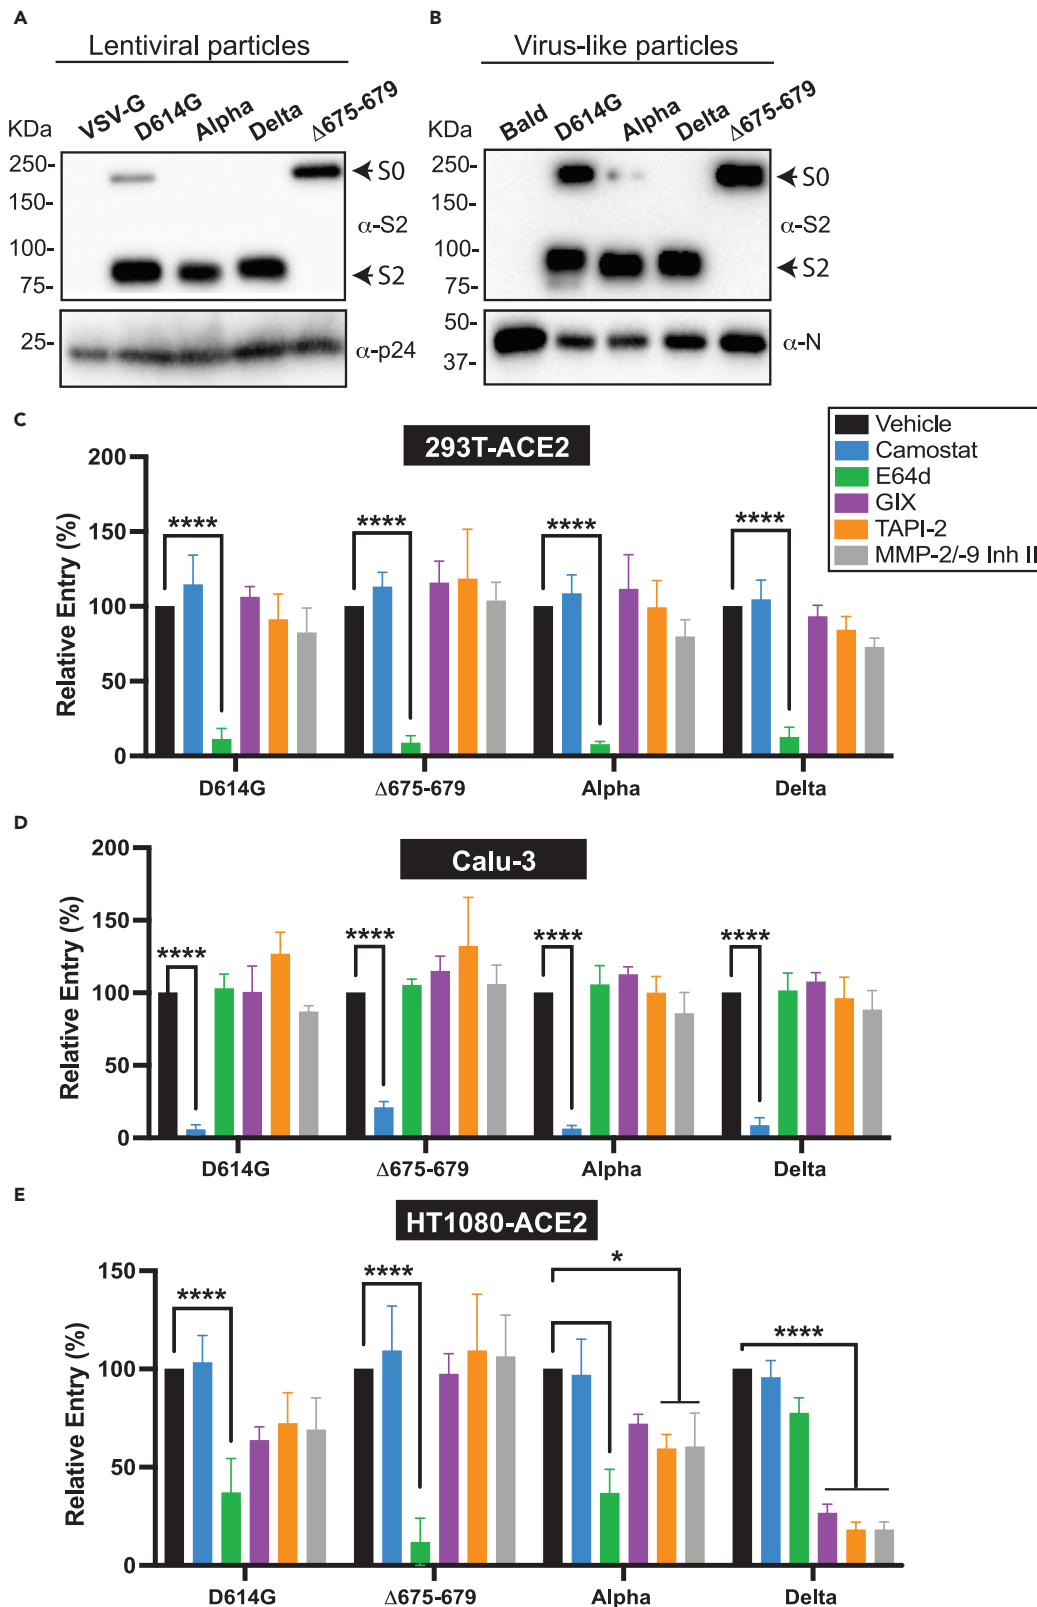 A
Lentiviral particles
VSV-G D614G Alpha Delta Δ675-679
KDa
250-
150-
100-
75-
25-
S0
α-S2
S2
α-p24
B
Virus-like particles
Bald D614G Alpha Delta Δ675-679
KDa
250-
150-
100-
75-
50-
37-
S0
α-S2
S2
α-N
Vehicle
Camostat
E64d
GIX
TAPI-2
MMP-2/-9 Inh II
C
293T-ACE2
Relative Entry (%)
200
150
100
50
0
**** **** **** ****
D614G Δ675-679 Alpha Delta
D
Calu-3
Relative Entry (%)
200
150
100
50
0
**** **** **** ****
D614G Δ675-679 Alpha Delta
E
HT1080-ACE2
Relative Entry (%)
150
100
50
0
**** **** * ****
D614G Δ675-679 Alpha Delta